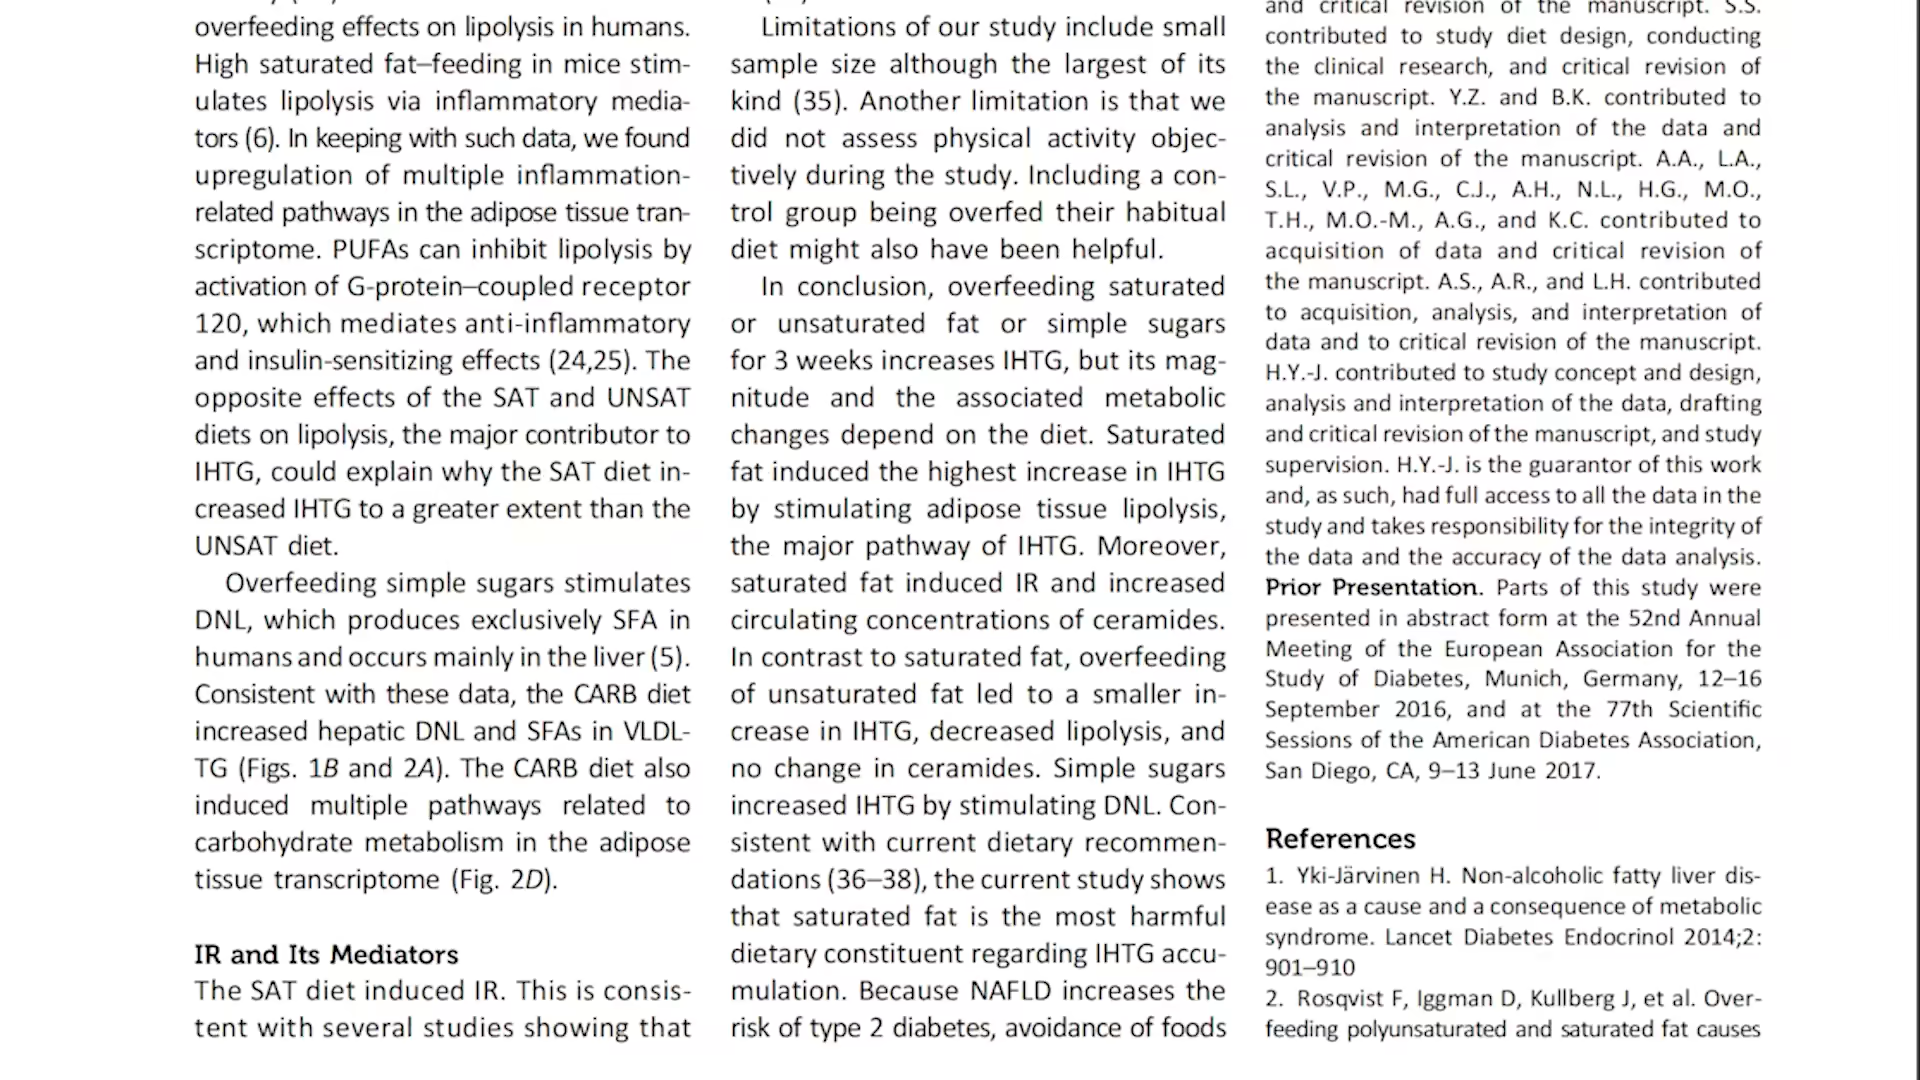 overfeeding effects on lipolysis in humans.
High saturated fat–feeding in mice stim-
ulates lipolysis via inflammatory media-
tors (6). In keeping with such data, we found
upregulation of multiple inflammation-
related pathways in the adipose tissue tran-
scriptome. PUFAs can inhibit lipolysis by
activation of G-protein–coupled receptor
120, which mediates anti-inflammatory
and insulin-sensitizing effects (24,25). The
opposite effects of the SAT and UNSAT
diets on lipolysis, the major contributor to
IHTG, could explain why the SAT diet in-
creased IHTG to a greater extent than the
UNSAT diet.
Overfeeding simple sugars stimulates
DNL, which produces exclusively SFA in
humans and occurs mainly in the liver (5).
Consistent with these data, the CARB diet
increased hepatic DNL and SFAs in VLDL-
TG (Figs. 1B and 2A). The CARB diet also
induced multiple pathways related to
carbohydrate metabolism in the adipose
tissue transcriptome (Fig. 2D).
IR and Its Mediators
The SAT diet induced IR. This is consis-
tent with several studies showing that
Limitations of our study include small
sample size although the largest of its
kind (35). Another limitation is that we
did not assess physical activity objec-
tively during the study. Including a con-
trol group being overfed their habitual
diet might also have been helpful.
In conclusion, overfeeding saturated
or unsaturated fat or simple sugars
for 3 weeks increases IHTG, but its mag-
nitude and the associated metabolic
changes depend on the diet. Saturated
fat induced the highest increase in IHTG
by stimulating adipose tissue lipolysis,
the major pathway of IHTG. Moreover,
saturated fat induced IR and increased
circulating concentrations of ceramides.
In contrast to saturated fat, overfeeding
of unsaturated fat led to a smaller in-
crease in IHTG, decreased lipolysis, and
no change in ceramides. Simple sugars
increased IHTG by stimulating DNL. Con-
sistent with current dietary recommen-
dations (36–38), the current study shows
that saturated fat is the most harmful
dietary constituent regarding IHTG accu-
mulation. Because NAFLD increases the
risk of type 2 diabetes, avoidance of foods
and critical revision of the manuscript. S.S.
contributed to study diet design, conducting
the clinical research, and critical revision of
the manuscript. Y.Z. and B.K. contributed to
analysis and interpretation of the data and
critical revision of the manuscript. A.A., L.A.,
S.L., V.P., M.G., C.J., A.H., N.L., H.G., M.O.,
T.H., M.O.-M., A.G., and K.C. contributed to
acquisition of data and critical revision of
the manuscript. A.S., A.R., and L.H. contributed
to acquisition, analysis, and interpretation of
data and to critical revision of the manuscript.
H.Y.-J. contributed to study concept and design,
analysis and interpretation of the data, drafting
and critical revision of the manuscript, and study
supervision. H.Y.-J. is the guarantor of this work
and, as such, had full access to all the data in the
study and takes responsibility for the integrity of
the data and the accuracy of the data analysis.
Prior Presentation. Parts of this study were
presented in abstract form at the 52nd Annual
Meeting of the European Association for the
Study of Diabetes, Munich, Germany, 12–16
September 2016, and at the 77th Scientific
Sessions of the American Diabetes Association,
San Diego, CA, 9–13 June 2017.
References
1. Yki-Järvinen H. Non-alcoholic fatty liver dis-
ease as a cause and a consequence of metabolic
syndrome. Lancet Diabetes Endocrinol 2014;2:
901–910
2. Rosqvist F, Iggman D, Kullberg J, et al. Over-
feeding polyunsaturated and saturated fat causes